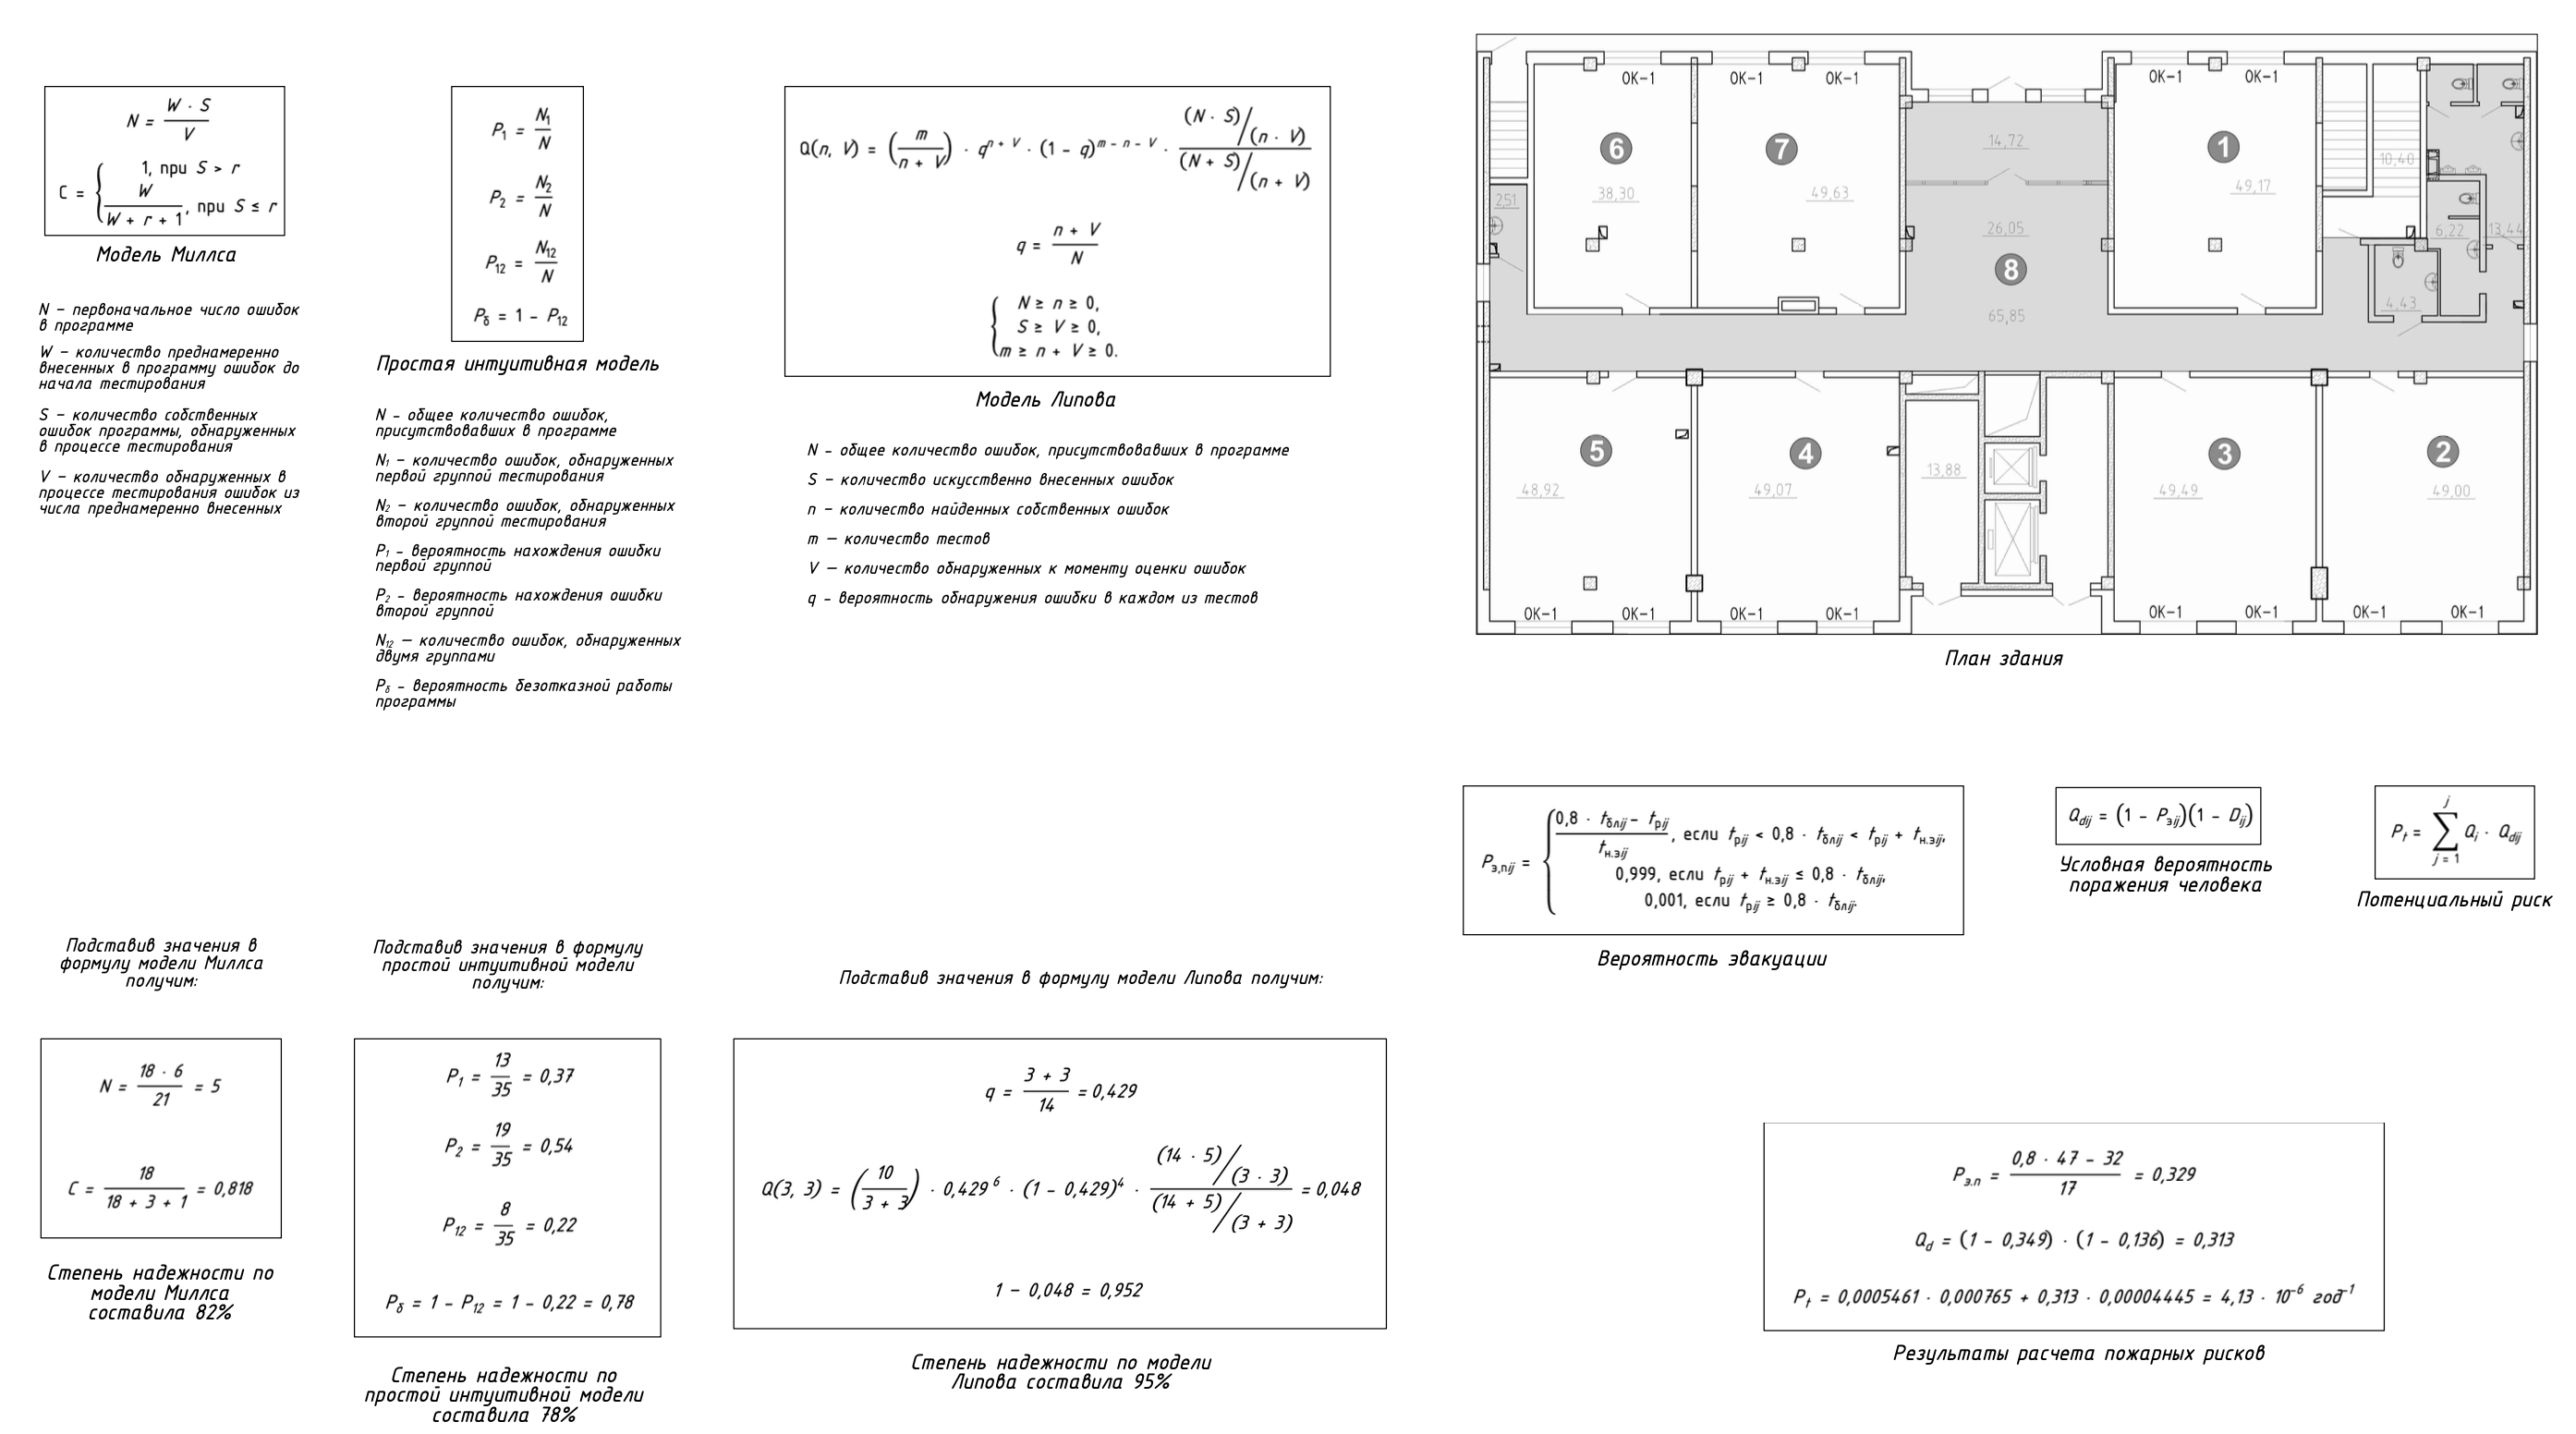 N = W · S / V
C = { 1, при S > r
W / (W + r + 1), при S ≤ r
Модель Миллса
N – первоначальное число ошибок
в программе
W – количество преднамеренно
внесенных в программу ошибок до
начала тестирования
S – количество собственных
ошибок программы, обнаруженных
в процессе тестирования
V – количество обнаруженных в
процессе тестирования ошибок из
числа преднамеренно внесенных
P₁ = N₁ / N
P₂ = N₂ / N
P₁₂ = N₁₂ / N
Pδ = 1 – P₁₂
Простая интуитивная модель
N – общее количество ошибок,
присутствовавших в программе
N₁ – количество ошибок, обнаруженных
первой группой тестирования
N₂ – количество ошибок, обнаруженных
второй группой тестирования
P₁ – вероятность нахождения ошибки
первой группой
P₂ – вероятность нахождения ошибки
второй группой
N₁₂ – количество ошибок, обнаруженных
двумя группами
Pδ – вероятность безотказной работы
программы
Q(n, V) = (m / (n + V)) · q^(n + V) · (1 – q)^(m – n – V) · ((N · S)/(n · V)) / ((N + S)/(n + V))
q = (n + V) / N
{ N ≥ n ≥ 0,
S ≥ V ≥ 0,
m ≥ n + V ≥ 0.
Модель Липова
N – общее количество ошибок, присутствовавших в программе
S – количество искусственно внесенных ошибок
n – количество найденных собственных ошибок
m – количество тестов
V – количество обнаруженных к моменту оценки ошибок
q – вероятность обнаружения ошибки в каждом из тестов
ОК-1 ОК-1 ОК-1 ОК-1 ОК-1
6 7 14,72 1 10,40
38,30 49,63 49,17
2,51
26,05 6,22 13,44
8
65,85 4,43
5 4 3 2
48,92 49,07 13,88 49,49 49,00
ОК-1 ОК-1 ОК-1 ОК-1 ОК-1 ОК-1 ОК-1 ОК-1
План здания
Pэ,пij = { (0,8 · tблij – tрij) / tн.эij, если tрij < 0,8 · tблij < tрij + tн.эij,
0,999, если tрij + tн.эij ≤ 0,8 · tблij,
0,001, если tрij ≥ 0,8 · tблij.
Вероятность эвакуации
Qdij = (1 – Pэij)(1 – Dij)
Условная вероятность
поражения человека
Pt = ∑ j j = 1 Qi · Qdij
Потенциальный риск
Подставив значения в
формулу модели Миллса
получим:
N = 18 · 6 / 21 = 5
C = 18 / (18 + 3 + 1) = 0,818
Степень надежности по
модели Миллса
составила 82%
Подставив значения в формулу
простой интуитивной модели
получим:
P₁ = 13 / 35 = 0,37
P₂ = 19 / 35 = 0,54
P₁₂ = 8 / 35 = 0,22
Pδ = 1 – P₁₂ = 1 – 0,22 = 0,78
Степень надежности по
простой интуитивной модели
составила 78%
Подставив значения в формулу модели Липова получим:
q = (3 + 3) / 14 = 0,429
Q(3, 3) = (10 / (3 + 3)) · 0,429⁶ · (1 – 0,429)⁴ · ((14 · 5)/(3 · 3)) / ((14 + 5)/(3 + 3)) = 0,048
1 – 0,048 = 0,952
Степень надежности по модели
Липова составила 95%
Pэ.п = (0,8 · 47 – 32) / 17 = 0,329
Qd = (1 – 0,349) · (1 – 0,136) = 0,313
Pt = 0,0005461 · 0,000765 + 0,313 · 0,00004445 = 4,13 · 10⁻⁶ год⁻¹
Результаты расчета пожарных рисков